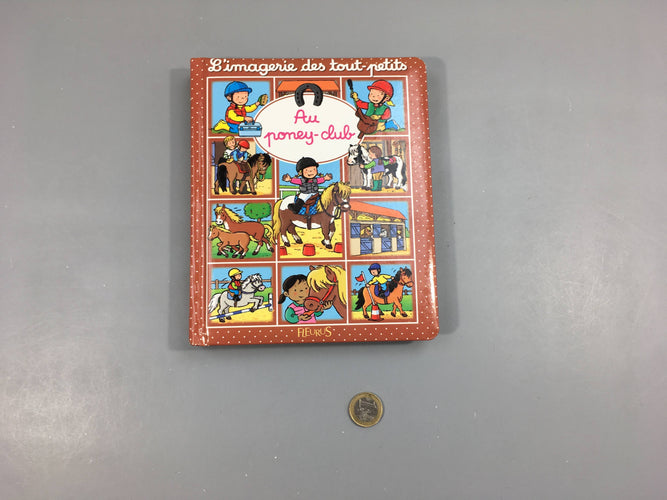 L'imagerie des tout-petits
Au
poney-club
FLEURUS